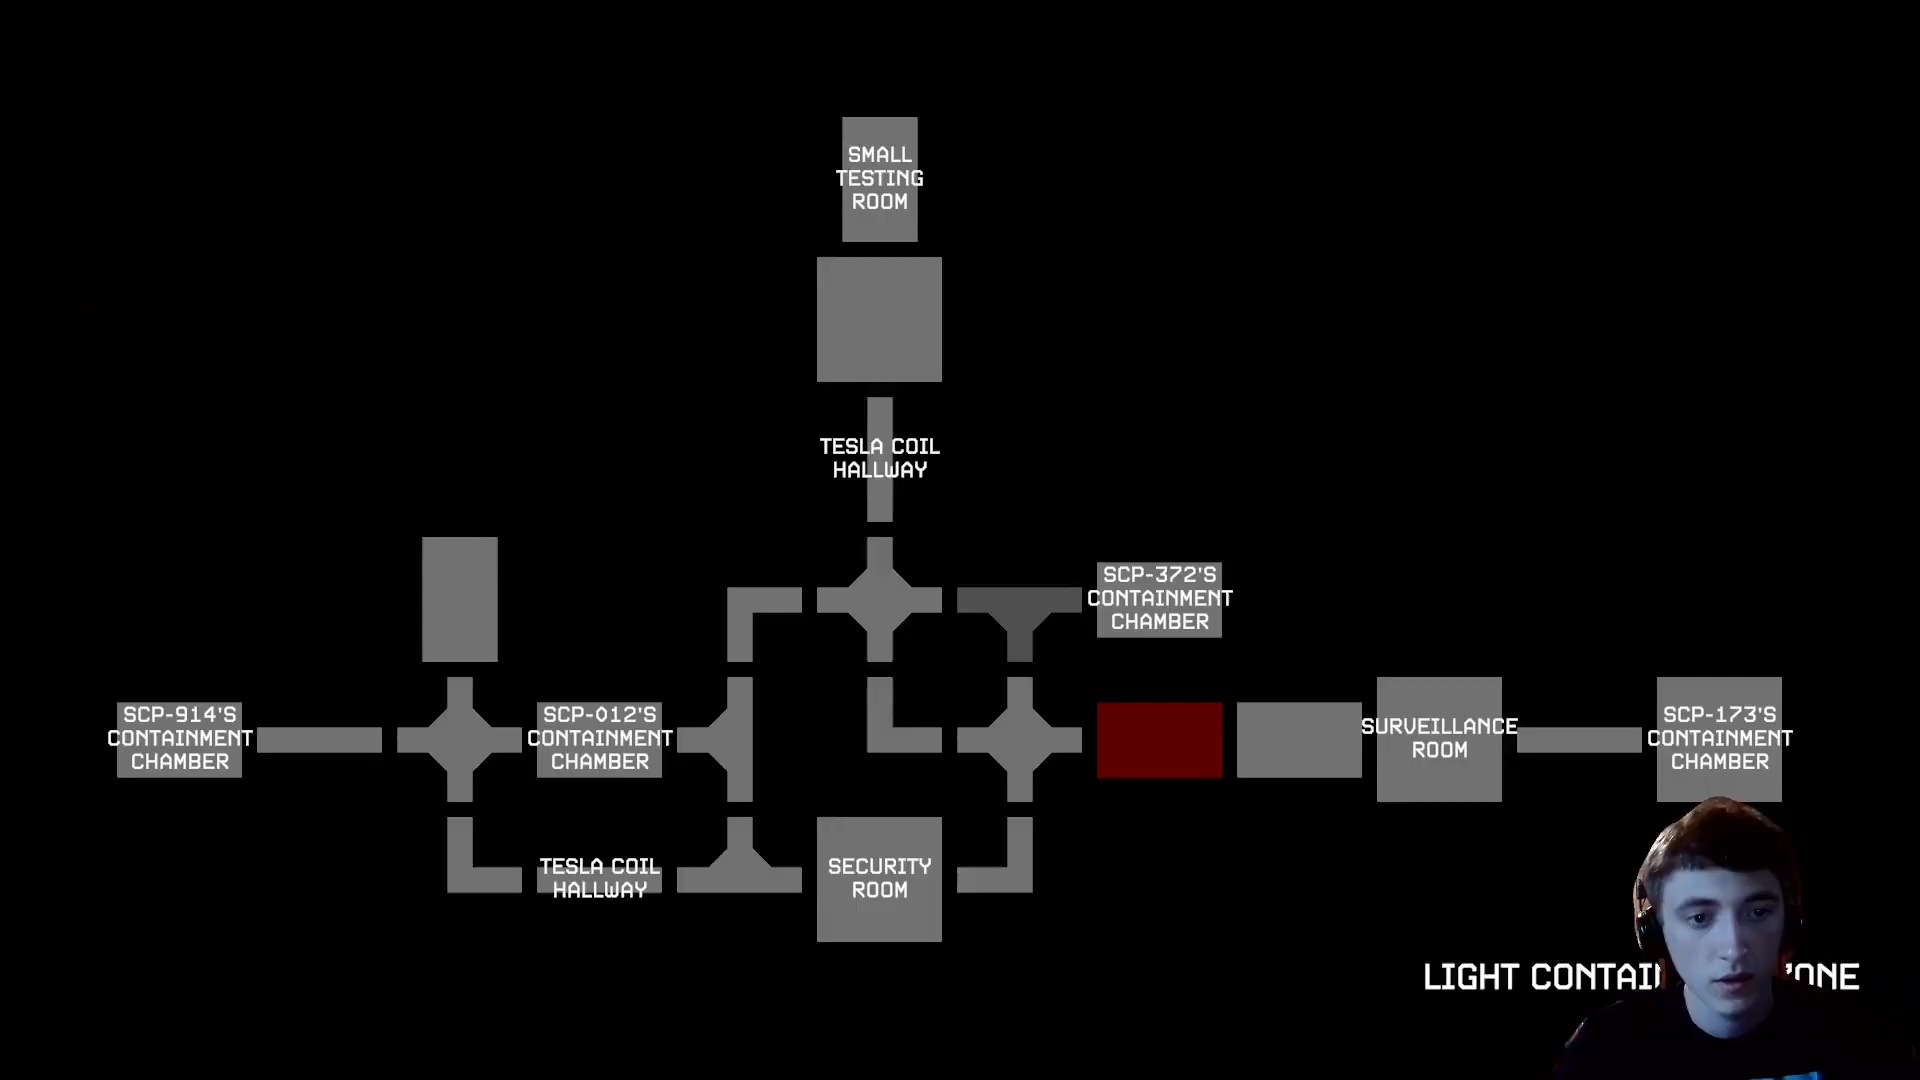 SMALL
TESTING
ROOM
TESLA COIL
HALLWAY
SCP-372'S
CONTAINMENT
CHAMBER
SCP-914'S
CONTAINMENT
CHAMBER
SCP-012'S
CONTAINMENT
CHAMBER
SURVEILLANCE
ROOM
SCP-173'S
CONTAINMENT
CHAMBER
TESLA COIL
HALLWAY
SECURITY
ROOM
LIGHT